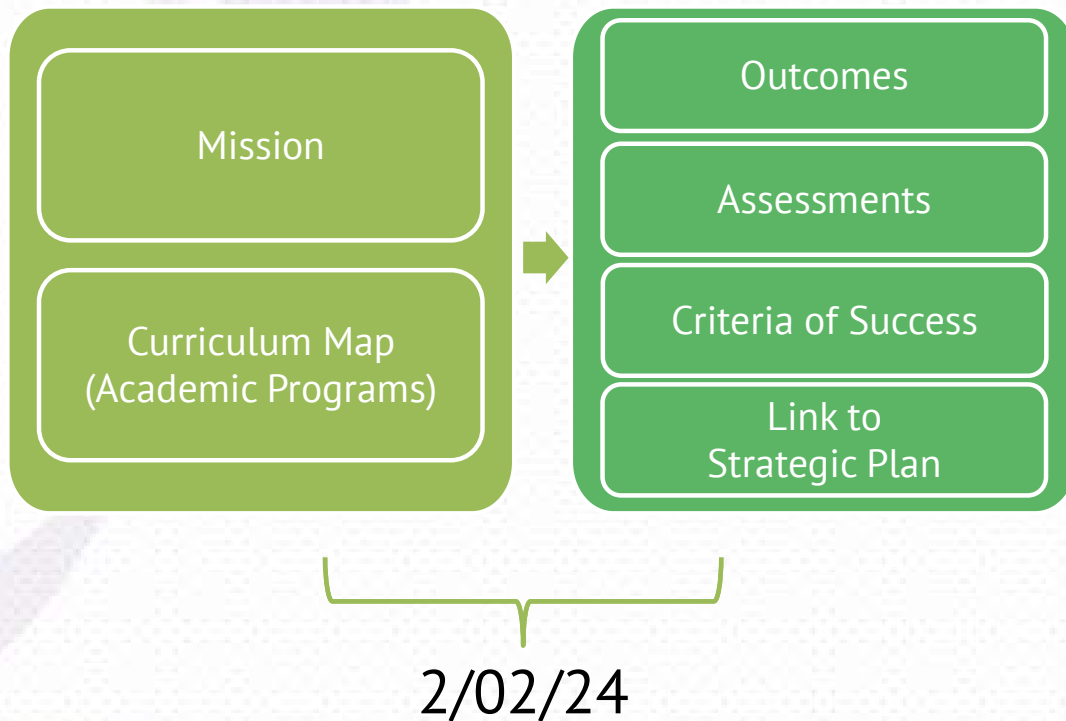 Mission
Curriculum Map
(Academic Programs)
Outcomes
Assessments
Criteria of Success
Link to
Strategic Plan
2/02/24